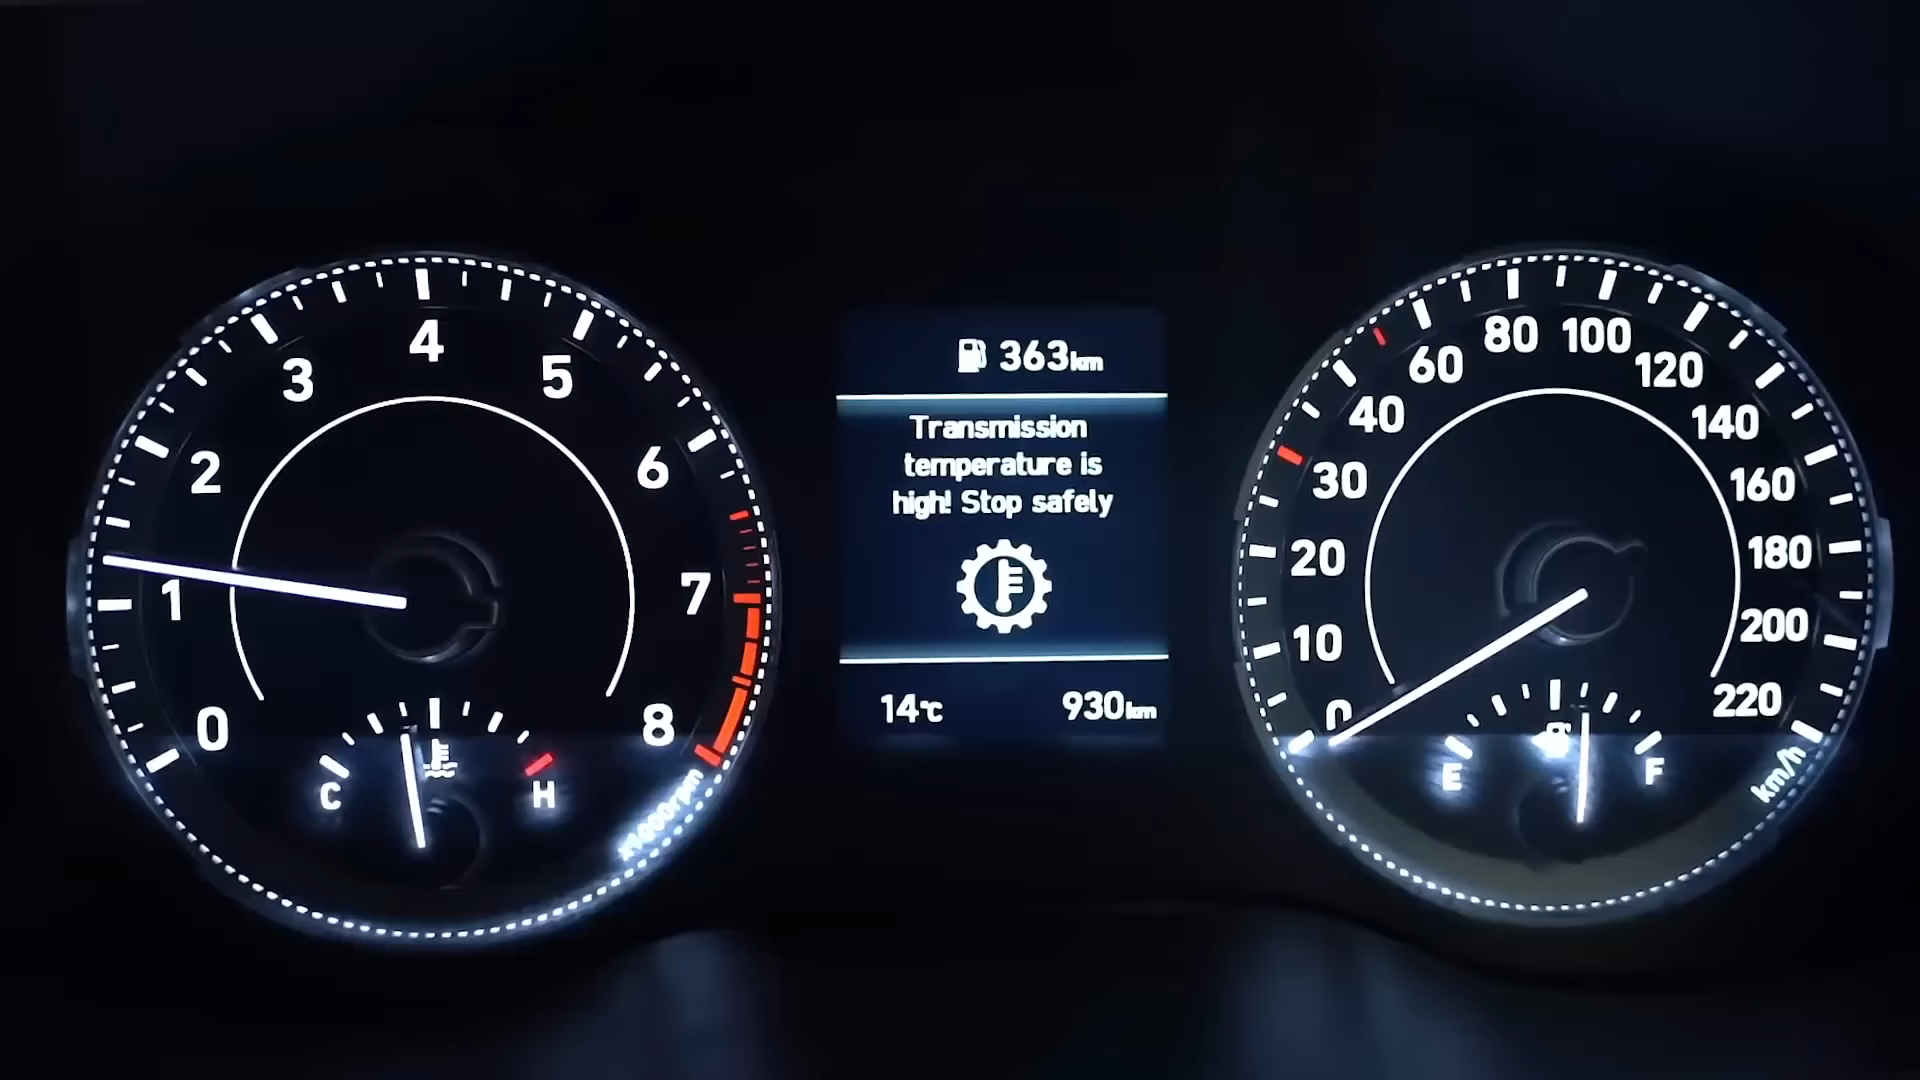 4
3
5
2
6
1
7
0
8
C
H
x1000rpm
363km
Transmission
temperature is
high! Stop safely
14°C
930km
80 100
60
120
40
140
30
160
20
180
10
200
0
220
E
F
km/h